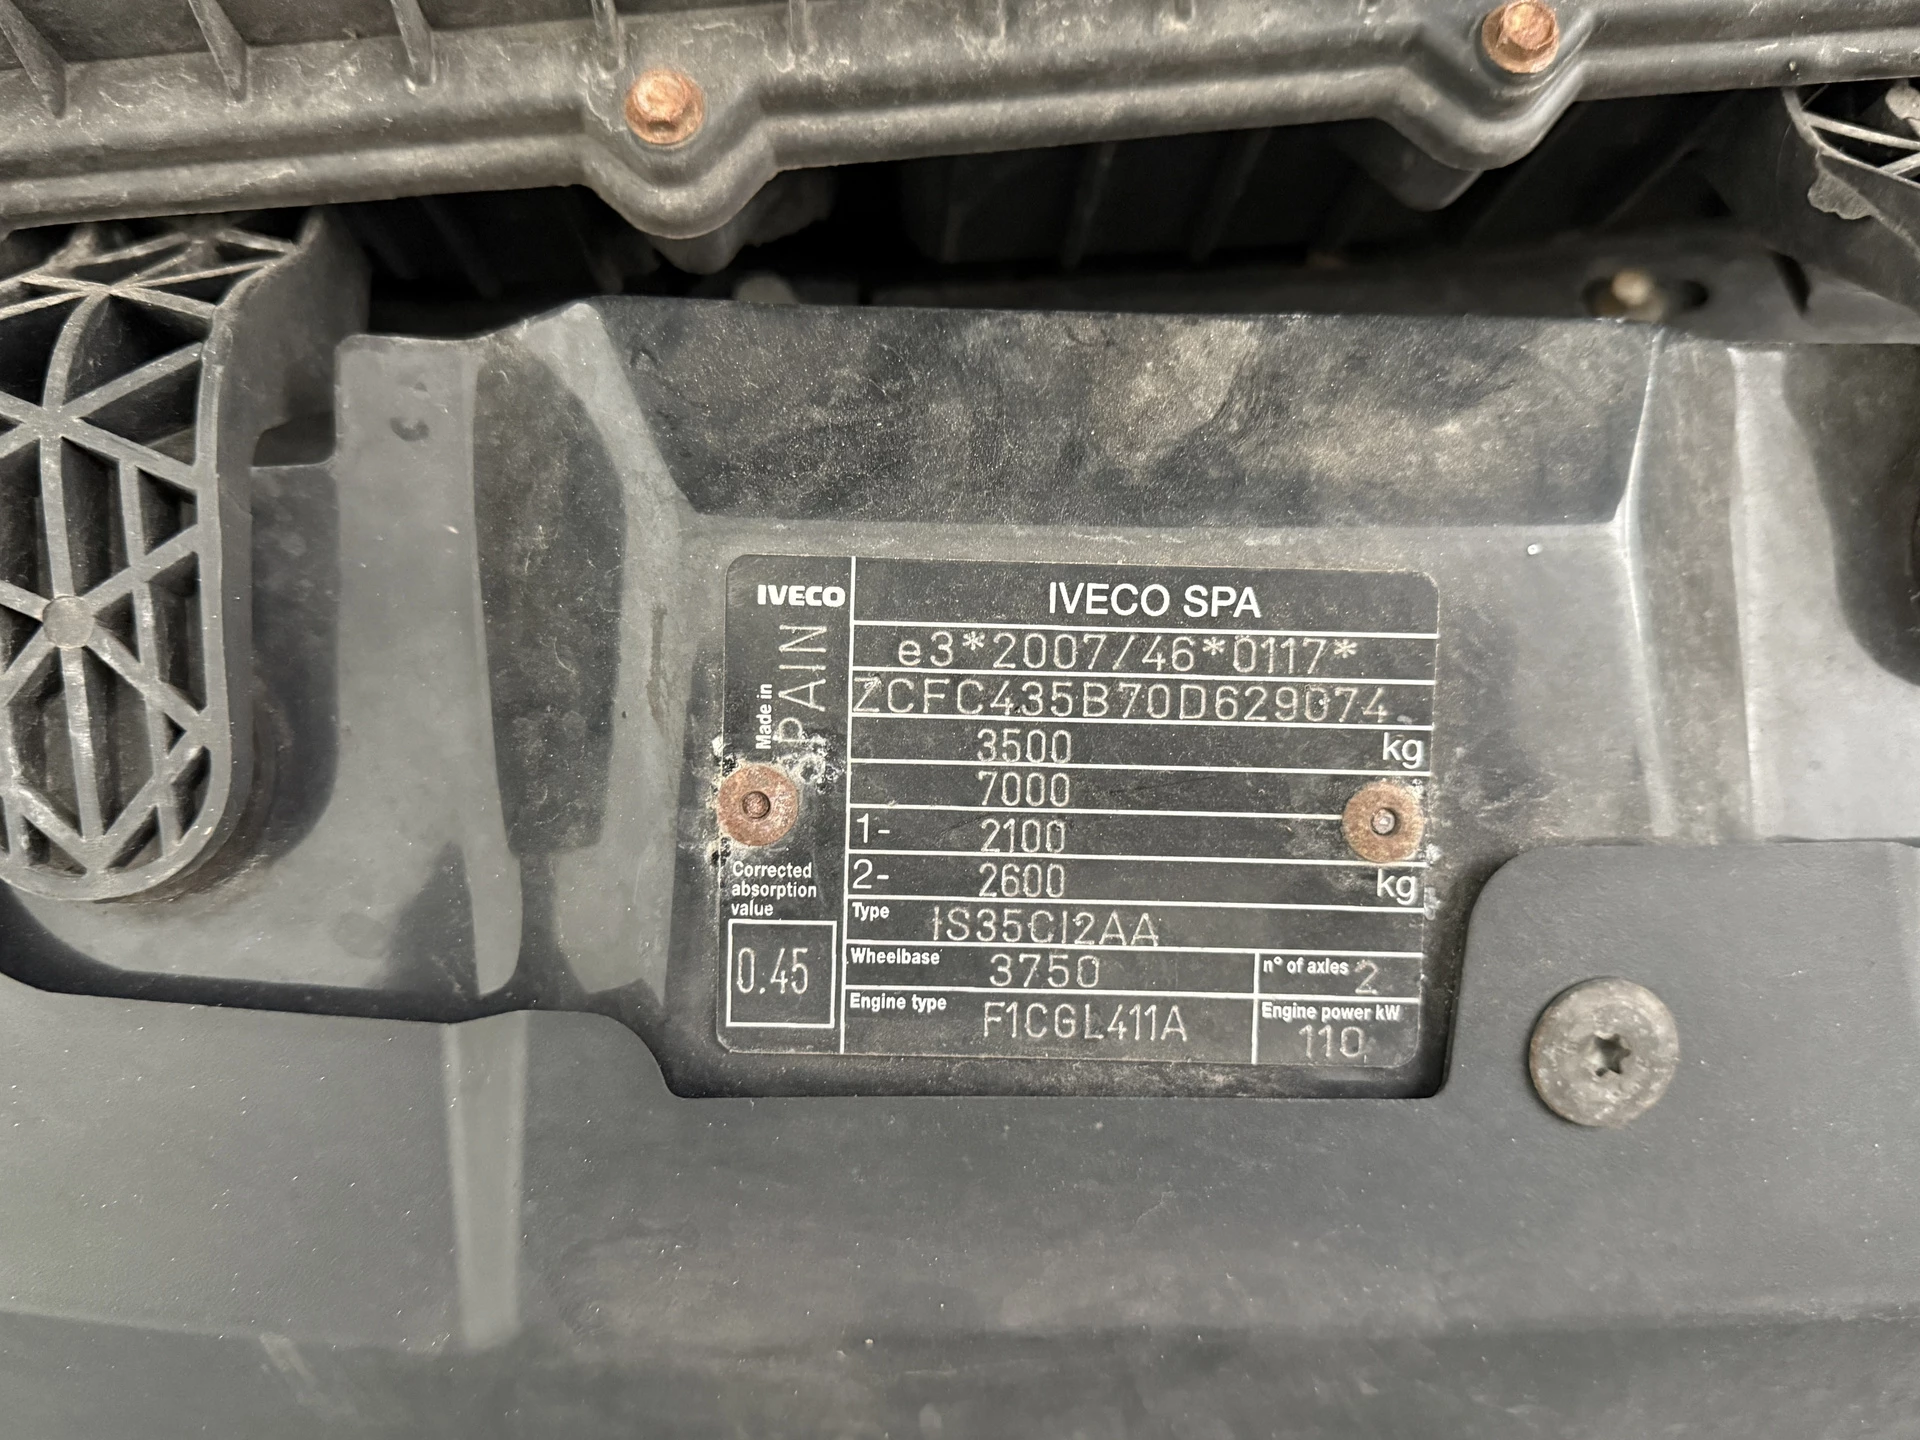 IVECO
IVECO SPA
Made in
SPAIN
e3*2007/46*0117*
ZCFC435B70D629074
3500 kg
7000
1- 2100
2- 2600 kg
Type IS35CI2AA
Wheelbase 3750
n° of axles 2
Engine type F1CGL411A
Engine power kW
110
Corrected
absorption
value
0.45